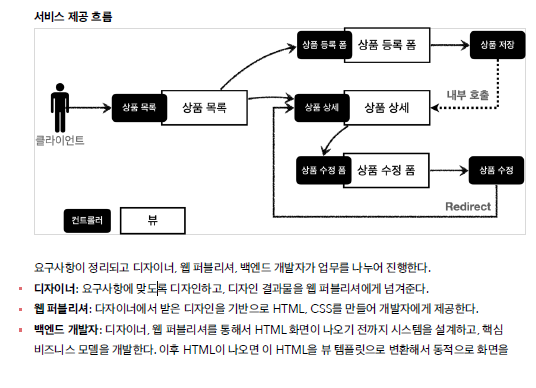 서비스 제공 흐름
상품 등록 폼 상품 등록 폼 상품 저장
상품 목록 상품 목록 상품 상세 상품 상세 내부 호출
클라이언트
상품 수정 폼 상품 수정 폼 상품 수정
Redirect
컨트롤러 뷰
요구사항이 정리되고 디자이너, 웹 퍼블리셔, 백엔드 개발자가 업무를 나누어 진행한다.
디자이너: 요구사항에 맞도록 디자인하고, 디자인 결과물을 웹 퍼블리셔에게 넘겨준다.
웹 퍼블리셔: 다자이너에서 받은 디자인을 기반으로 HTML, CSS를 만들어 개발자에게 제공한다.
백엔드 개발자: 디자이너, 웹 퍼블리셔를 통해서 HTML 화면이 나오기 전까지 시스템을 설계하고, 핵심
비즈니스 모델을 개발한다. 이후 HTML이 나오면 이 HTML을 뷰 템플릿으로 변환해서 동적으로 화면을